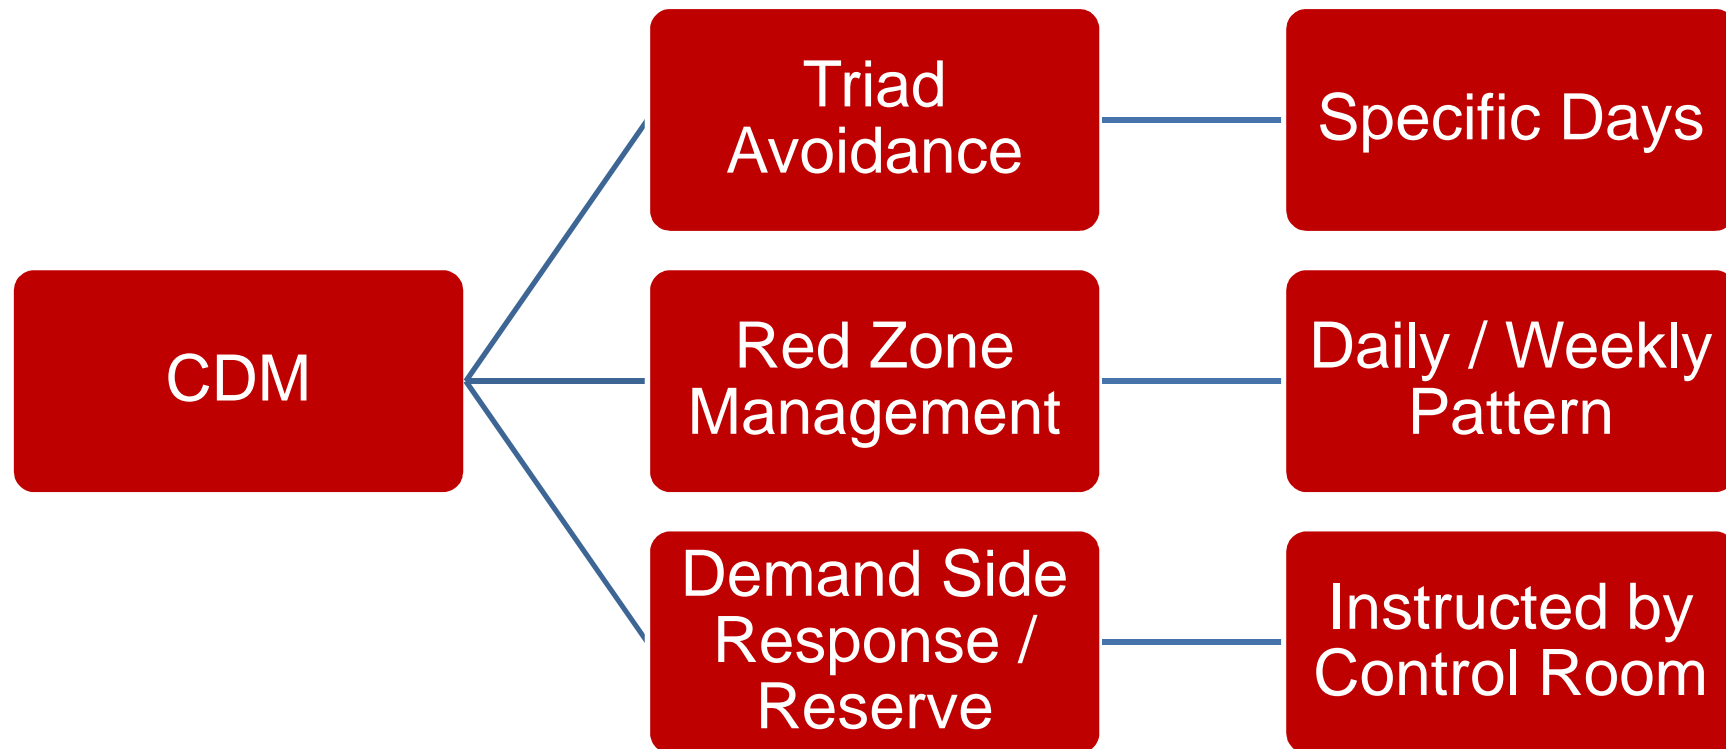 CDM
Triad
Avoidance
Specific Days
Red Zone
Management
Daily / Weekly
Pattern
Demand Side
Response /
Reserve
Instructed by
Control Room